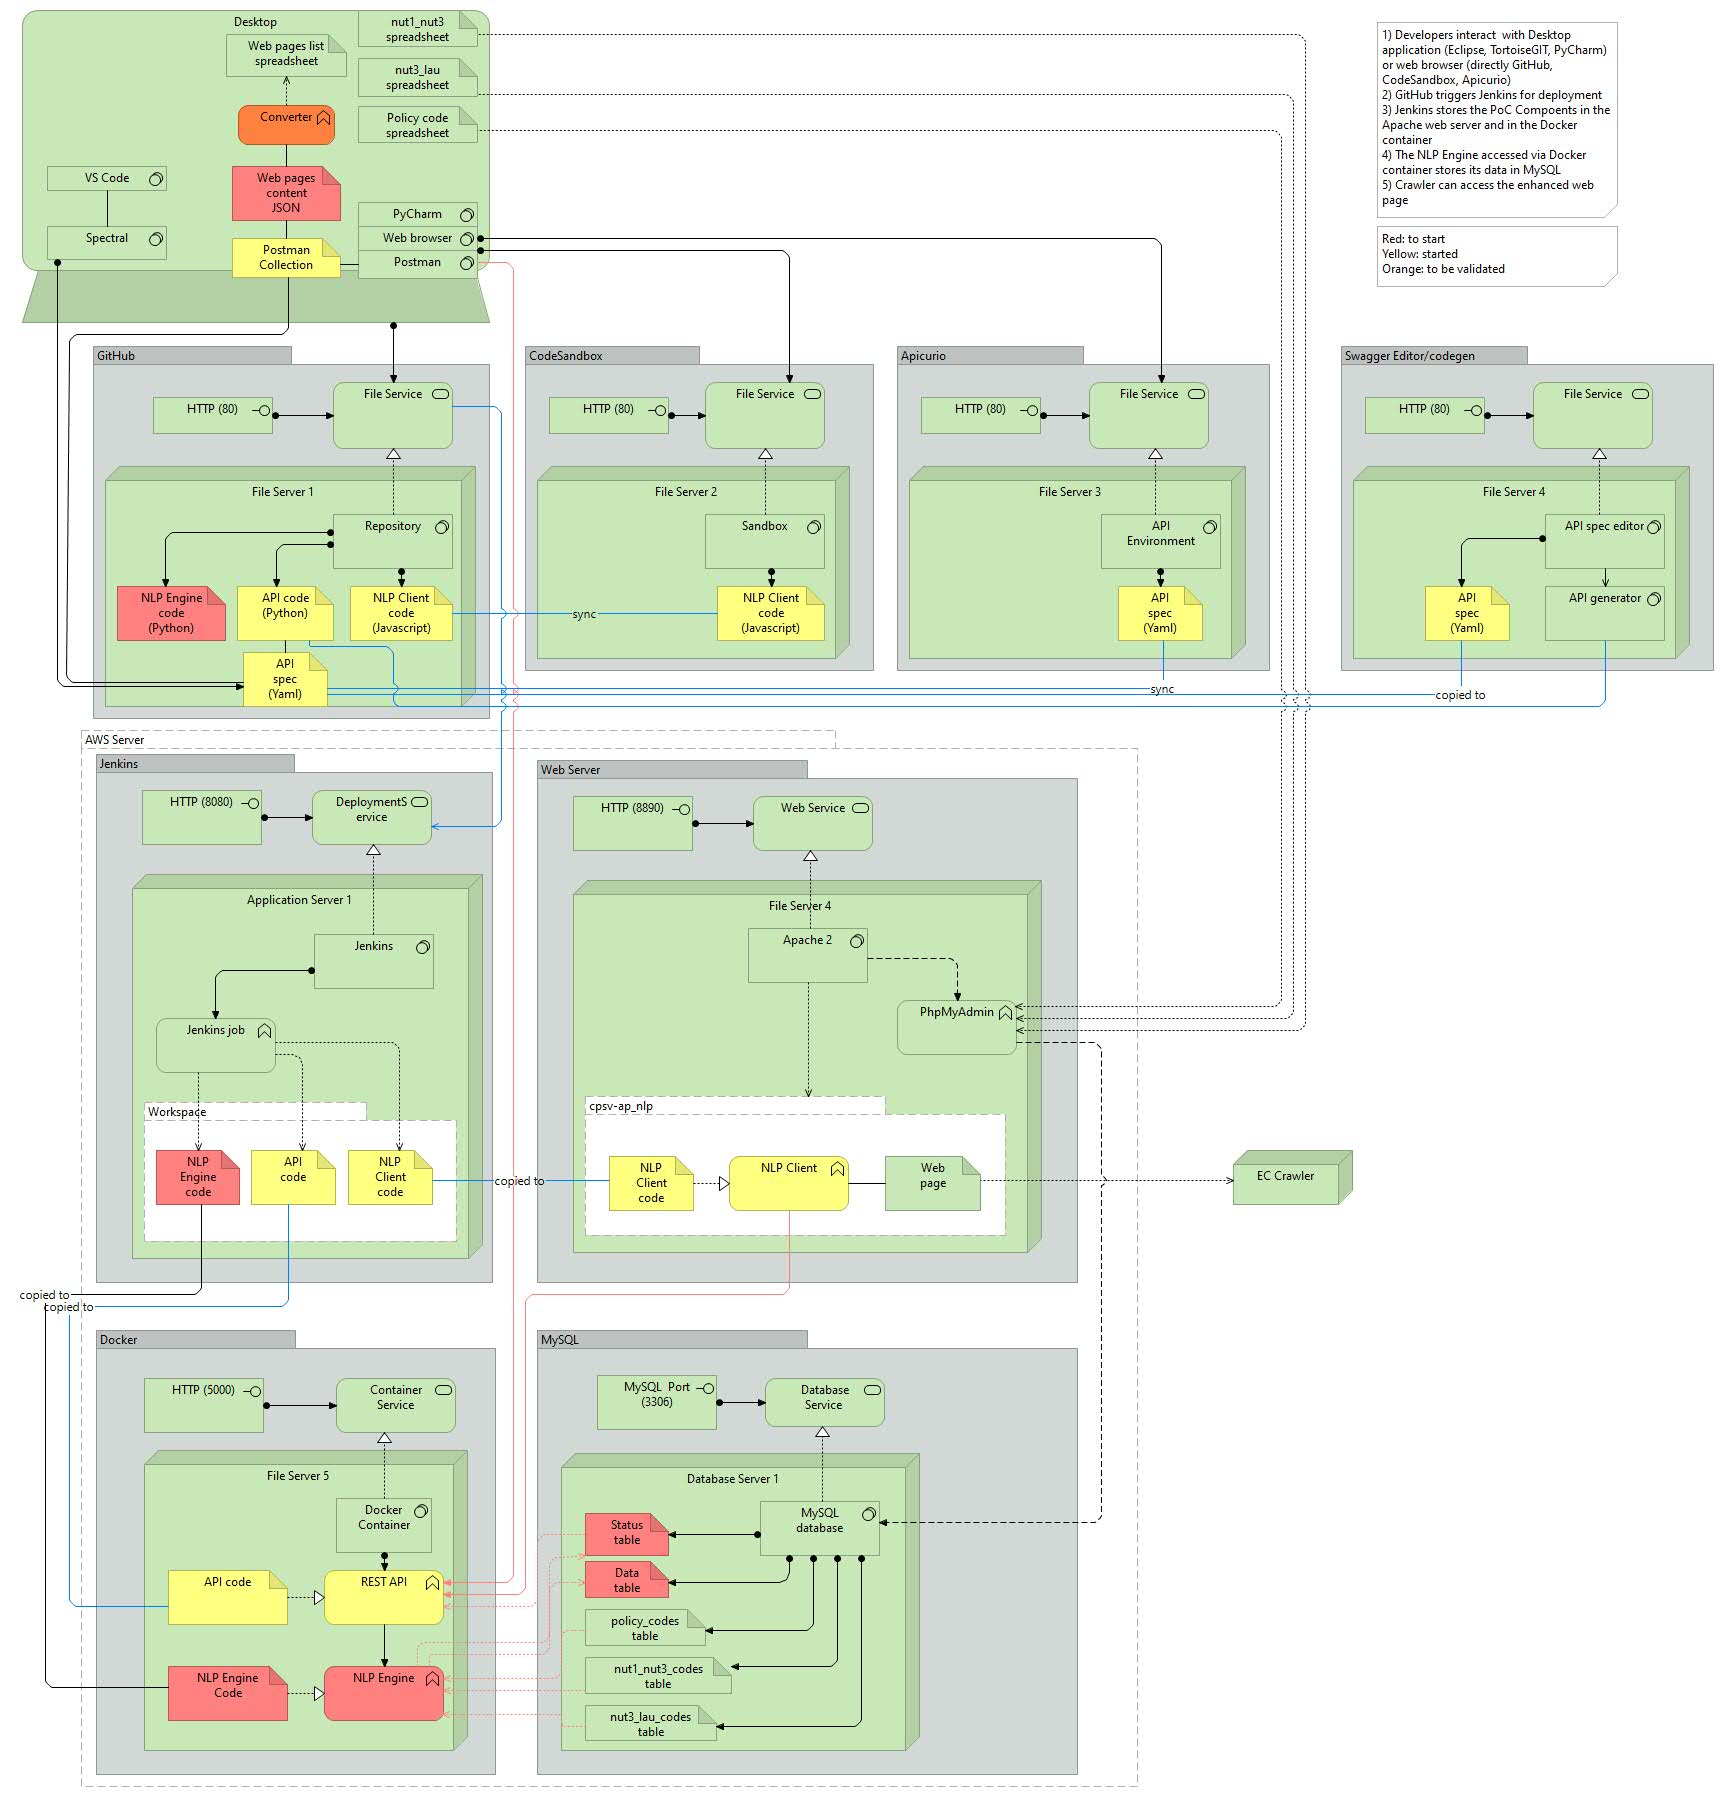 Desktop
nut1_nut3
spreadsheet
Web pages list
spreadsheet
nut3_lau
spreadsheet
Converter
Policy code
spreadsheet
VS Code
Web pages
content
JSON
PyCharm
Spectral
Web browser
Postman
Collection
Postman
1) Developers interact  with Desktop
application (Eclipse, TortoiseGIT, PyCharm)
or web browser (directly GitHub,
CodeSandbox, Apicurio)
2) GitHub triggers Jenkins for deployment
3) Jenkins stores the PoC Compoents in the
Apache web server and in the Docker
container
4) The NLP Engine accessed via Docker
container stores its data in MySQL
5) Crawler can access the enhanced web
page
Red: to start
Yellow: started
Orange: to be validated
GitHub
HTTP (80)
File Service
File Server 1
Repository
NLP Engine
code
(Python)
API code
(Python)
NLP Client
code
(Javascript)
API
spec
(Yaml)
sync
CodeSandbox
HTTP (80)
File Service
File Server 2
Sandbox
NLP Client
code
(Javascript)
Apicurio
HTTP (80)
File Service
File Server 3
API
Environment
API
spec
(Yaml)
sync
Swagger Editor/codegen
HTTP (80)
File Service
File Server 4
API spec editor
API
spec
(Yaml)
API generator
copied to
AWS Server
Jenkins
HTTP (8080)
DeploymentS
ervice
Application Server 1
Jenkins
Jenkins job
Workspace
NLP
Engine
code
API
code
NLP
Client
code
copied to
Web Server
HTTP (8890)
Web Service
File Server 4
Apache 2
PhpMyAdmin
cpsv-ap_nlp
NLP
Client
code
NLP Client
Web
page
EC Crawler
copied to
copied to
Docker
HTTP (5000)
Container
Service
File Server 5
Docker
Container
API code
REST API
NLP Engine
Code
NLP Engine
MySQL
MySQL  Port
(3306)
Database
Service
Database Server 1
MySQL
database
Status
table
Data
table
policy_codes
table
nut1_nut3_codes
table
nut3_lau_codes
table